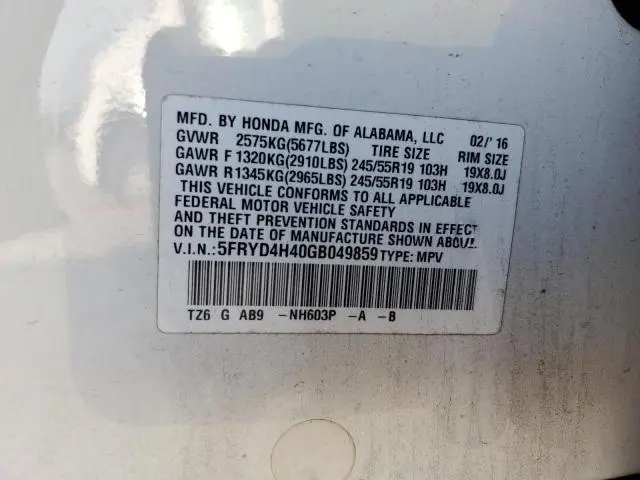 MFD. BY HONDA MFG. OF ALABAMA, LLC 02/'16
GVWR 2575KG(5677LBS) TIRE SIZE RIM SIZE
GAWR F 1320KG(2910LBS) 245/55R19 103H 19X8.0J
GAWR R1345KG(2965LBS) 245/55R19 103H 19X8.0J
THIS VEHICLE CONFORMS TO ALL APPLICABLE
FEDERAL MOTOR VEHICLE SAFETY
AND THEFT PREVENTION STANDARDS IN EFFECT
ON THE DATE OF MANUFACTURE SHOWN ABOVE.
V.I.N.:5FRYD4H40GB049859 TYPE: MPV
TZ6 G AB9 -NH603P -A -B